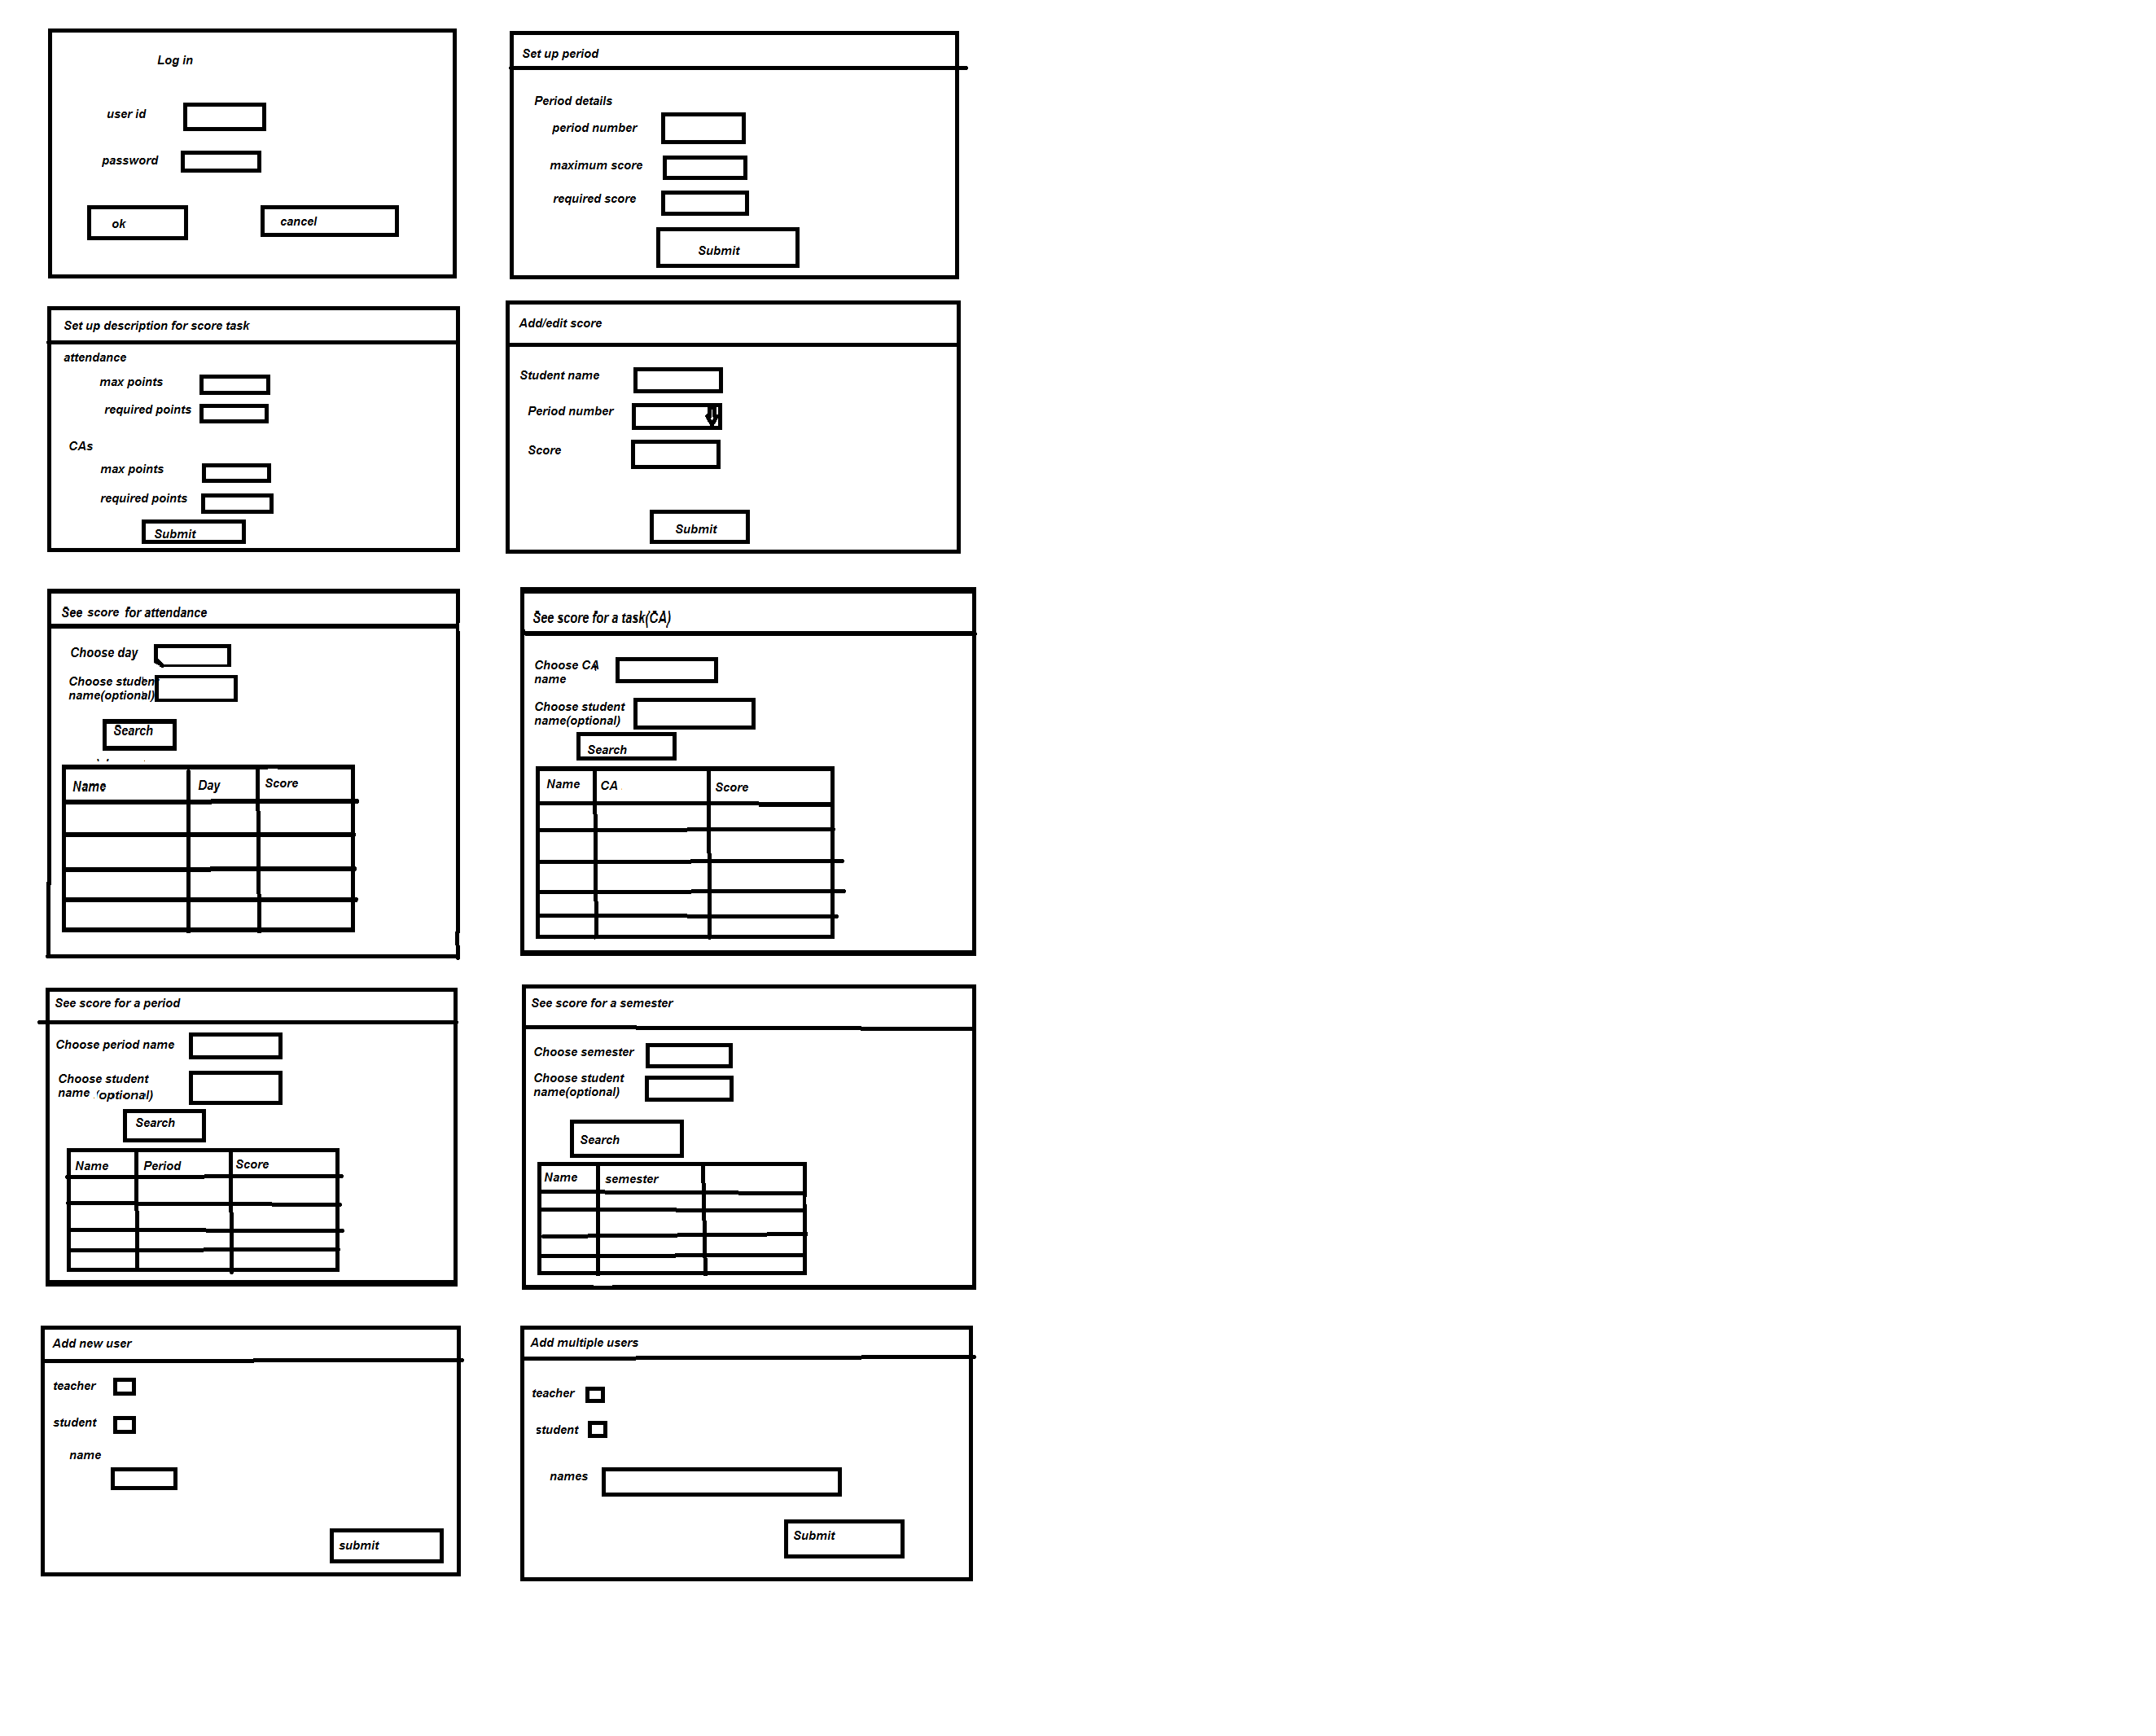 Log in
user id
password
ok
cancel
Set up period
Period details
period number
maximum score
required score
Submit
Set up description for score task
attendance
max points
required points
CAs
max points
required points
Submit
Add/edit score
Student name
Period number
Score
Submit
See score for attendance
Choose day
Choose student
name(optional)
Search
Name Day Score
See score for a task(CA)
Choose CA
name
Choose student
name(optional)
Search
Name CA Score
See score for a period
Choose period name
Choose student
name (optional)
Search
Name Period Score
See score for a semester
Choose semester
Choose student
name(optional)
Search
Name semester
Add new user
teacher
student
name
submit
Add multiple users
teacher
student
names
Submit